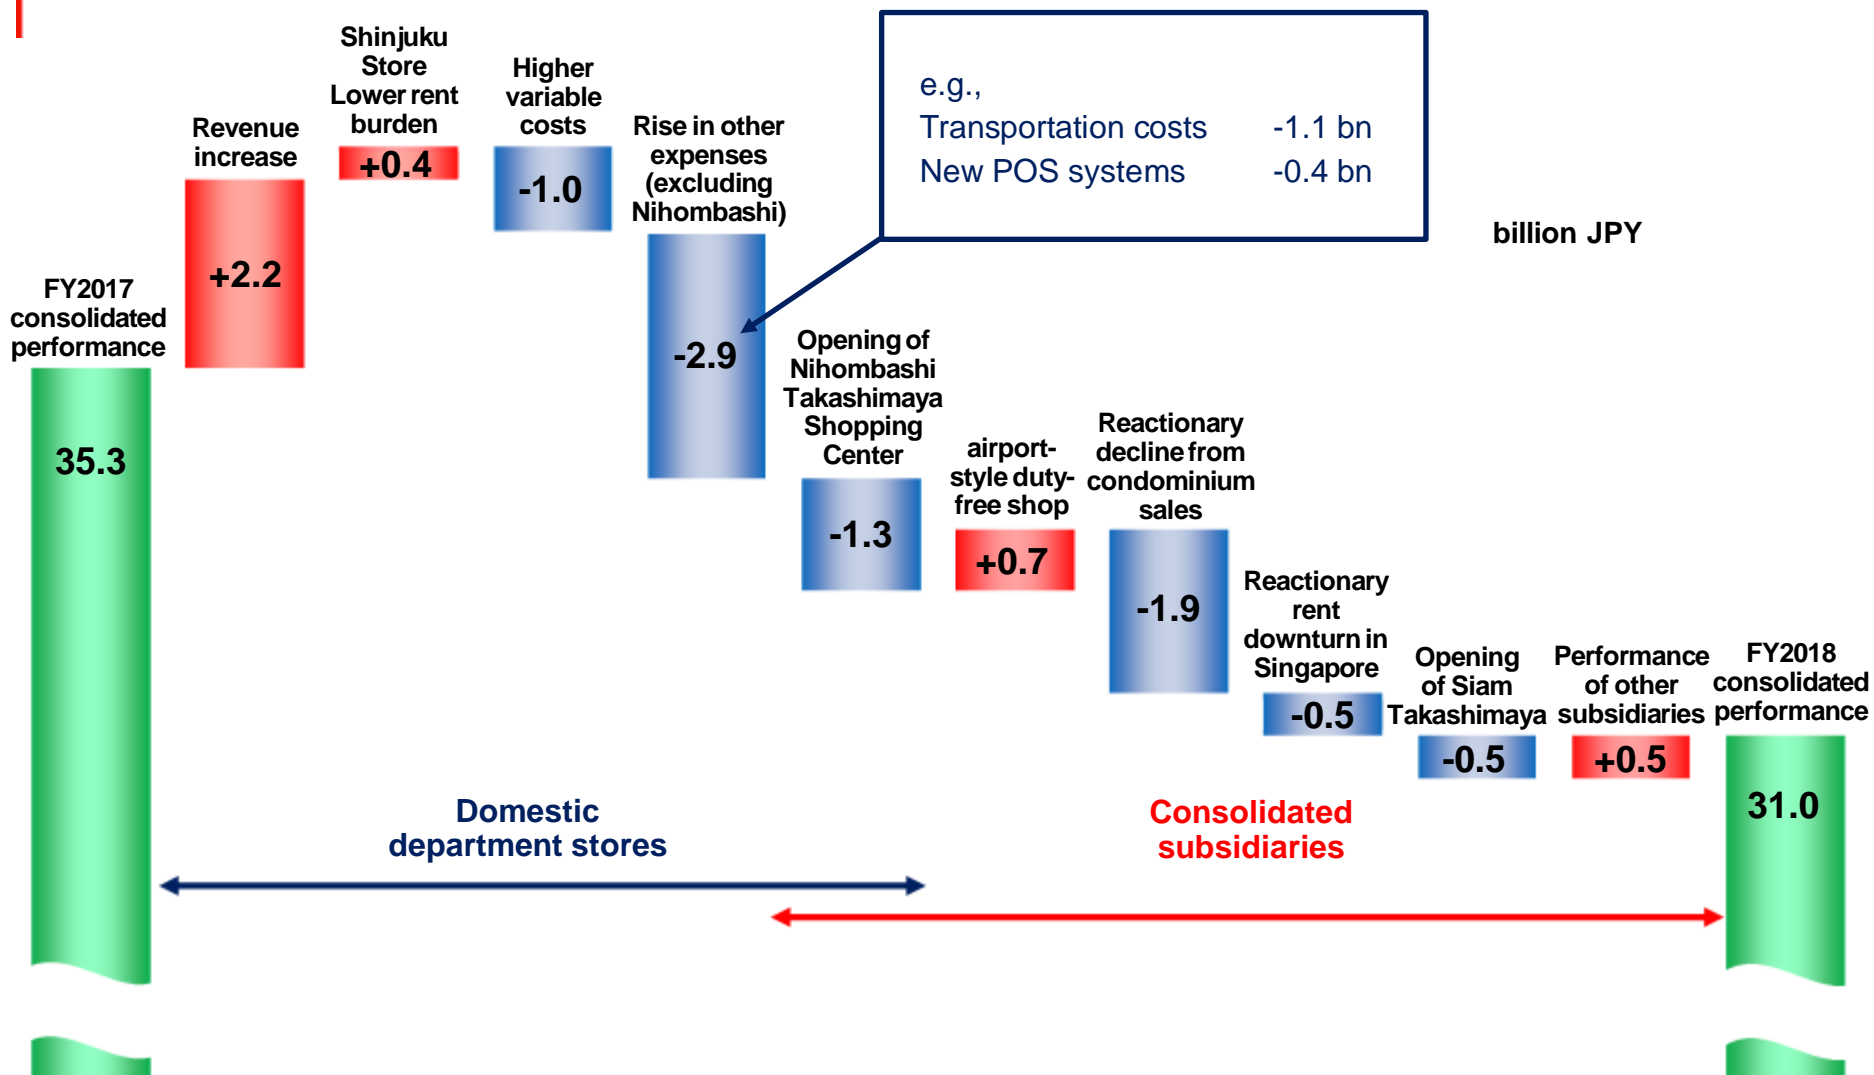 FY2017
consolidated
performance
35.3
Revenue
increase
+2.2
Shinjuku
Store
Lower rent
burden
+0.4
Higher
variable
costs
-1.0
Rise in other
expenses
(excluding
Nihombashi)
-2.9
e.g.,
Transportation costs -1.1 bn
New POS systems -0.4 bn
billion JPY
Opening of
Nihombashi
Takashimaya
Shopping
Center
-1.3
airport-
style duty-
free shop
+0.7
Reactionary
decline from
condominium
sales
-1.9
Reactionary
rent
downturn in
Singapore
-0.5
Opening
of Siam
Takashimaya
-0.5
Performance
of other
subsidiaries
+0.5
FY2018
consolidated
performance
31.0
Domestic
department stores
Consolidated
subsidiaries